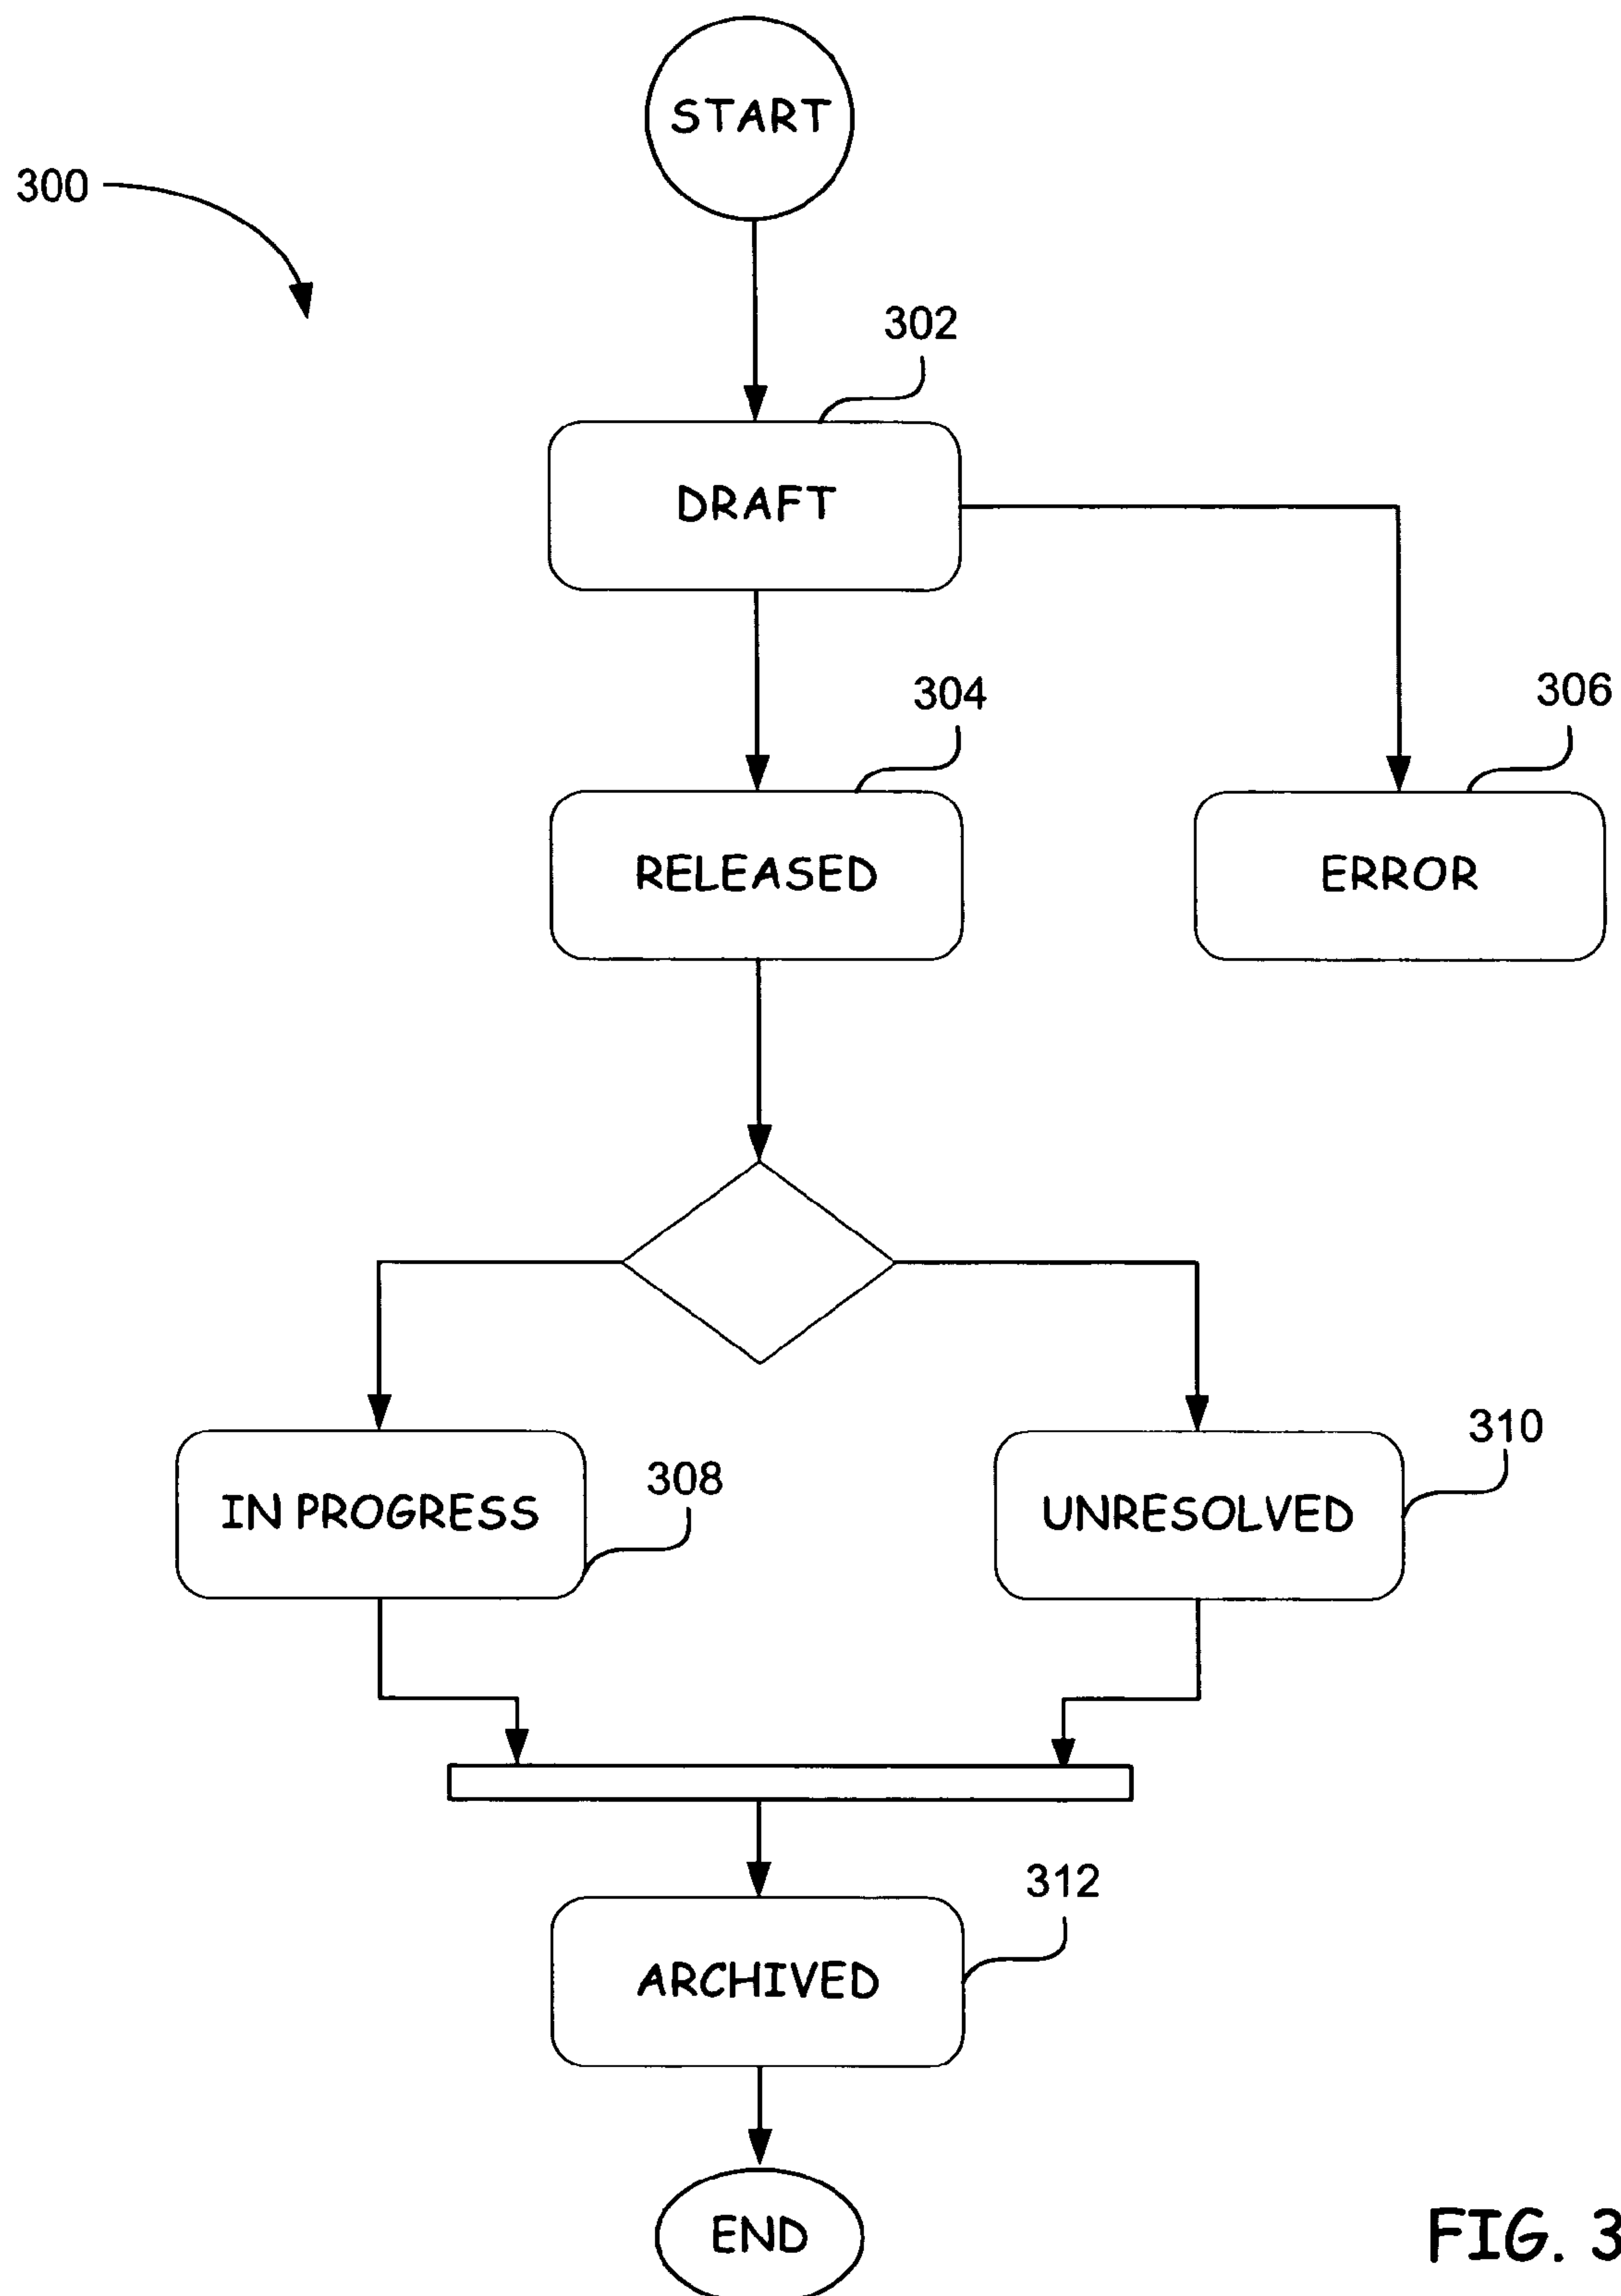 START
300
302
DRAFT
304
306
RELEASED
ERROR
310
308
IN PROGRESS
UNRESOLVED
312
ARCHIVED
END
FIG. 3